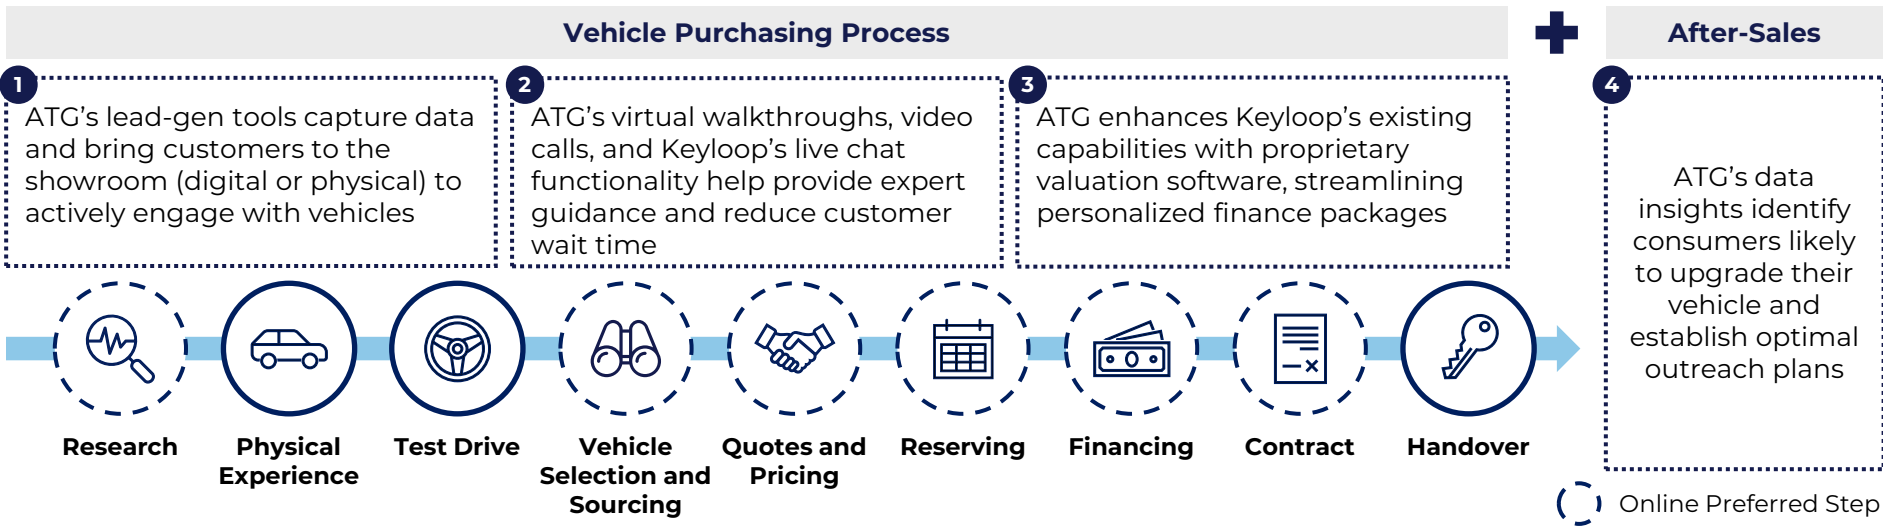 Vehicle Purchasing Process
After-Sales
1
ATG’s lead-gen tools capture data
and bring customers to the
showroom (digital or physical) to
actively engage with vehicles
2
ATG’s virtual walkthroughs, video
calls, and Keyloop’s live chat
functionality help provide expert
guidance and reduce customer
wait time
3
ATG enhances Keyloop’s existing
capabilities with proprietary
valuation software, streamlining
personalized finance packages
4
ATG’s data
insights identify
consumers likely
to upgrade their
vehicle and
establish optimal
outreach plans
Research
Physical
Experience
Test Drive
Vehicle
Selection and
Sourcing
Quotes and
Pricing
Reserving
Financing
Contract
Handover
Online Preferred Step